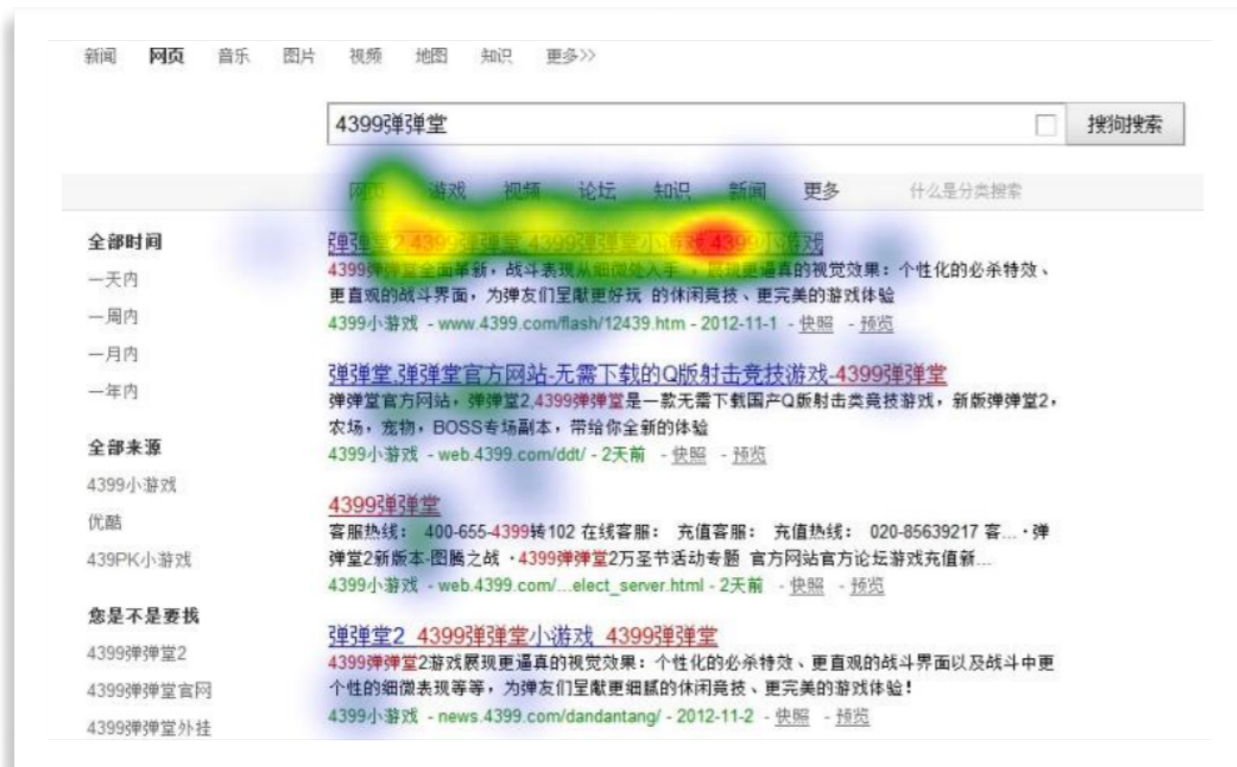 新闻 网页 音乐 图片 视频 地图 知识 更多>>
4399弹弹堂 搜狗搜索
网页 游戏 视频 论坛 知识 新闻 更多 什么是分类搜索
全部时间
一天内
一周内
一月内
一年内
全部来源
4399小游戏
优酷
439PK小游戏
您是不是要找
4399弹弹堂2
4399弹弹堂官网
4399弹弹堂外挂
弹弹堂2,4399弹弹堂,4399弹弹堂小游戏,4399小游戏
4399弹弹堂全面革新，战斗表现从细微处入手，展现更逼真的视觉效果：个性化的必杀特效、
更直观的战斗界面，为弹友们呈献更好玩 的休闲竞技、更完美的游戏体验
4399小游戏 - www.4399.com/flash/12439.htm - 2012-11-1 - 快照 - 预览
弹弹堂,弹弹堂官方网站-无需下载的Q版射击竞技游戏-4399弹弹堂
弹弹堂官方网站，弹弹堂2,4399弹弹堂是一款无需下载国产Q版射击类竞技游戏，新版弹弹堂2，
农场，宠物，BOSS专场副本，带给你全新的体验
4399小游戏 - web.4399.com/ddt/ - 2天前 - 快照 - 预览
4399弹弹堂
客服热线： 400-655-4399转102 在线客服： 充值客服： 充值热线： 020-85639217 客...·弹
弹堂2新版本-图腾之战 ·4399弹弹堂2万圣节活动专题 官方网站官方论坛游戏充值新...
4399小游戏 - web.4399.com/...elect_server.html - 2天前 - 快照 - 预览
弹弹堂2_4399弹弹堂小游戏_4399弹弹堂
4399弹弹堂2游戏展现更逼真的视觉效果：个性化的必杀特效、更直观的战斗界面以及战斗中更
个性的细微表现等等，为弹友们呈献更细腻的休闲竞技、更完美的游戏体验！
4399小游戏 - news.4399.com/dandantang/ - 2012-11-2 - 快照 - 预览